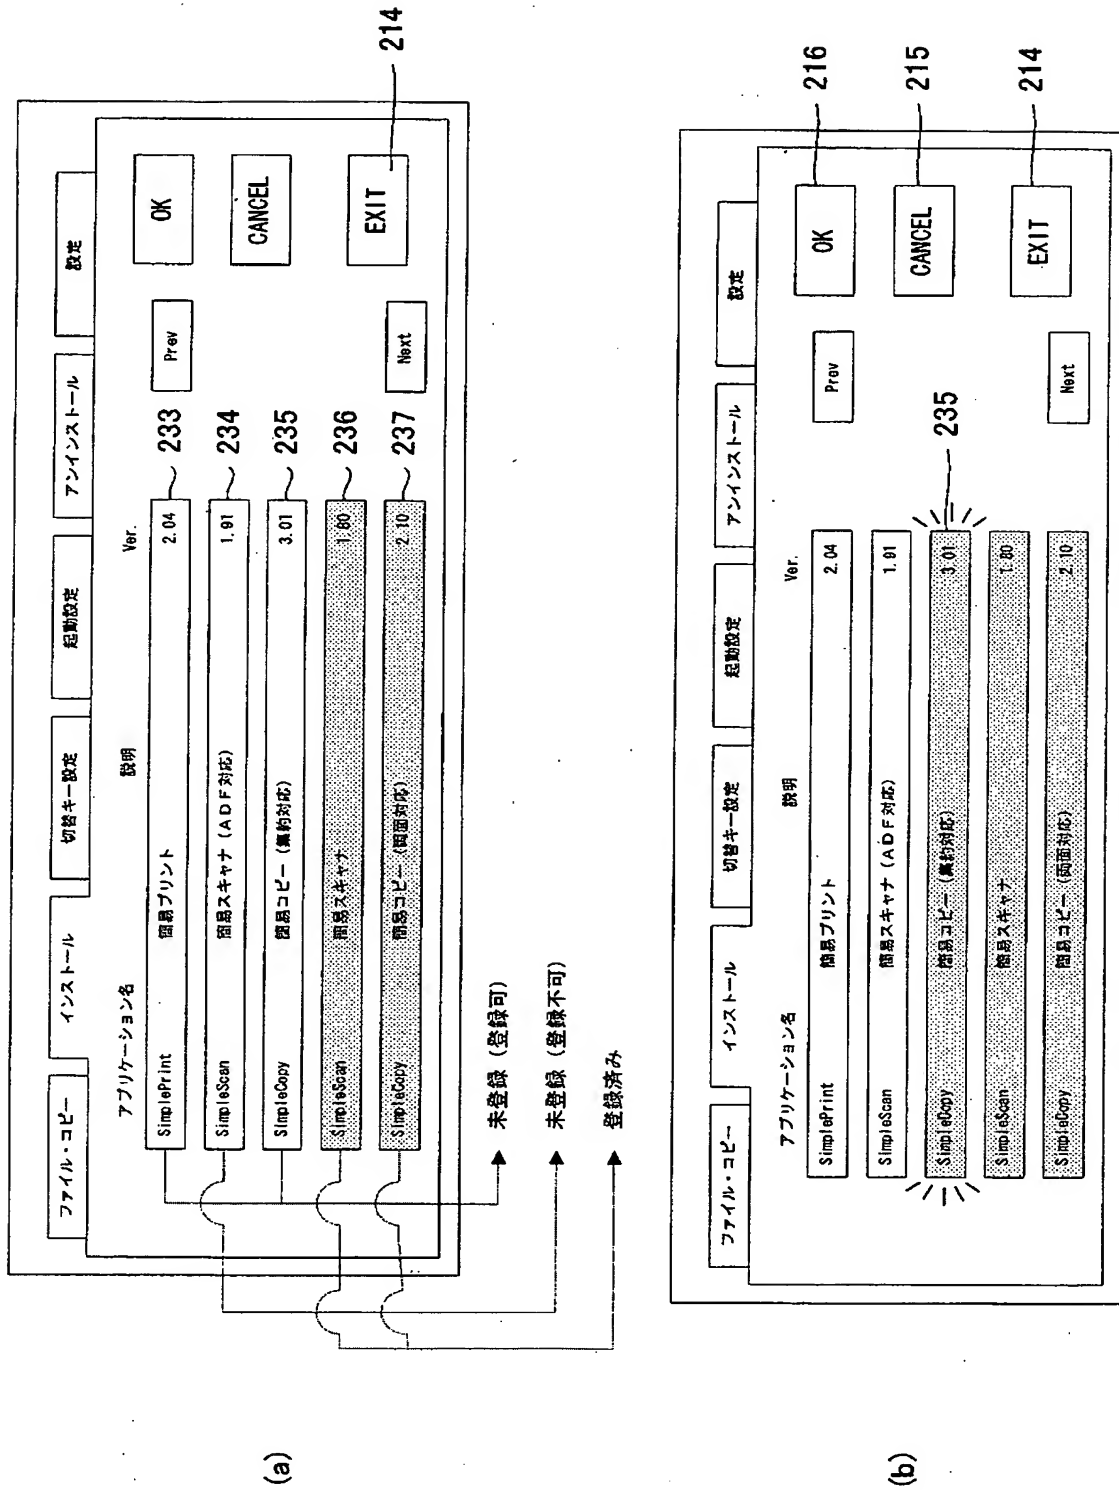 (a)
ファイル・コピー
インストール
切替キー設定
起動設定
アンインストール
設定
アプリケーション名
説明
Ver.
SimplePrint 簡易プリント 2.04
233
SimpleScan 簡易スキャナ (ADF対応) 1.91
234
SimpleCopy 簡易コピー (集約対応) 3.01
235
SimpleScan 簡易スキャナ 1.80
236
SimpleCopy 簡易コピー (両面対応) 2.10
237
Prev
Next
OK
CANCEL
EXIT
214
未登録 (登録可)
未登録 (登録不可)
登録済み
(b)
ファイル・コピー
インストール
切替キー設定
起動設定
アンインストール
設定
アプリケーション名
説明
Ver.
SimplePrint 簡易プリント 2.04
SimpleScan 簡易スキャナ (ADF対応) 1.91
SimpleCopy 簡易コピー (集約対応) 3.01
235
SimpleScan 簡易スキャナ 1.80
SimpleCopy 簡易コピー (両面対応) 2.10
Prev
Next
OK
216
CANCEL
215
EXIT
214